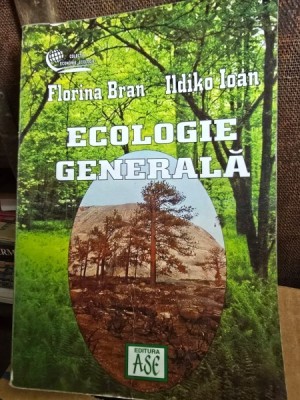 Florina Bran Ildiko Ioan
ECOLOGIE
GENERALĂ
EDITURA
ASE